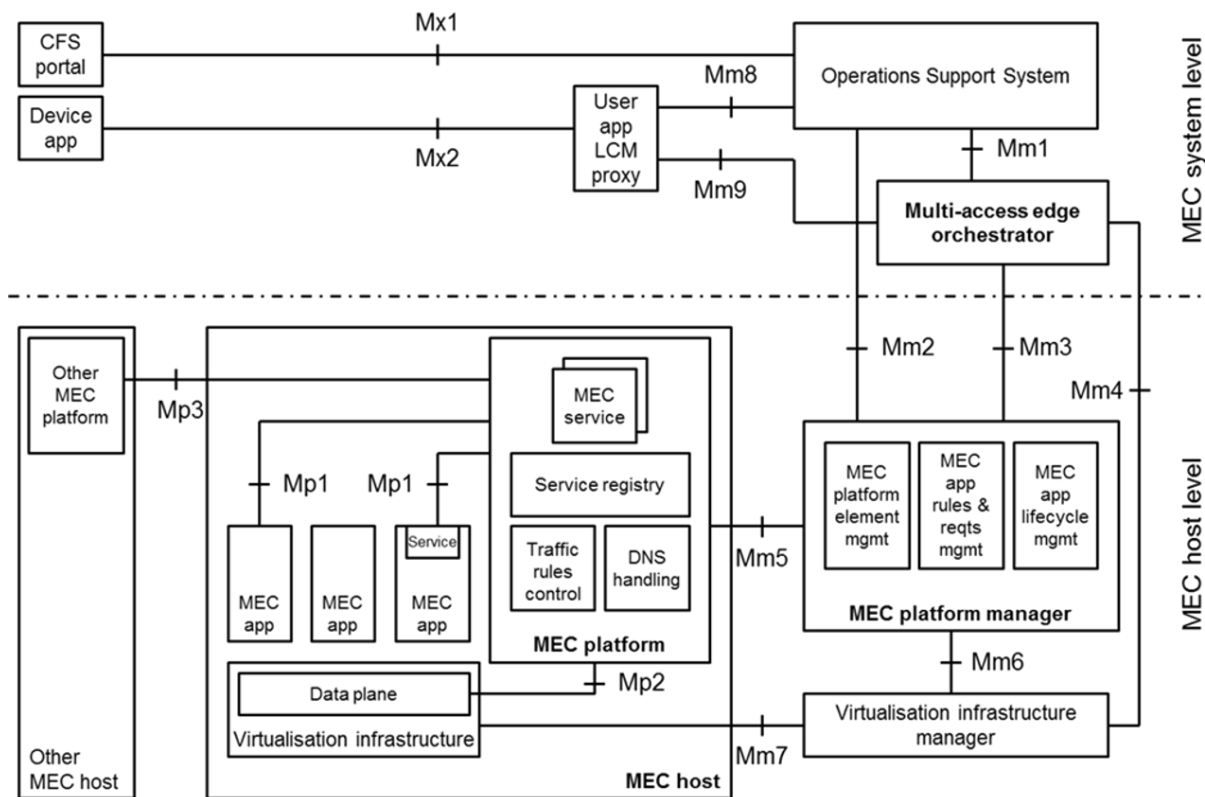 Mx1
CFS
portal
Operations Support System
Mm8
Device
app
User
app
LCM
proxy
Mx2
Mm1
Mm9
Multi-access edge
orchestrator
MEC system level
Other
MEC
platform
Mp3
MEC
service
Mm2
Mm3
Mm4
Mp1
Mp1
Service registry
MEC
platform
element
mgmt
MEC
app
rules &
reqts
mgmt
MEC
app
lifecycle
mgmt
Service
Traffic
rules
control
DNS
handling
Mm5
MEC
app
MEC
app
MEC
app
MEC platform
MEC platform manager
Mm6
Mp2
Data plane
Virtualisation infrastructure
Virtualisation infrastructure
manager
Mm7
Other
MEC host
MEC host
MEC host level